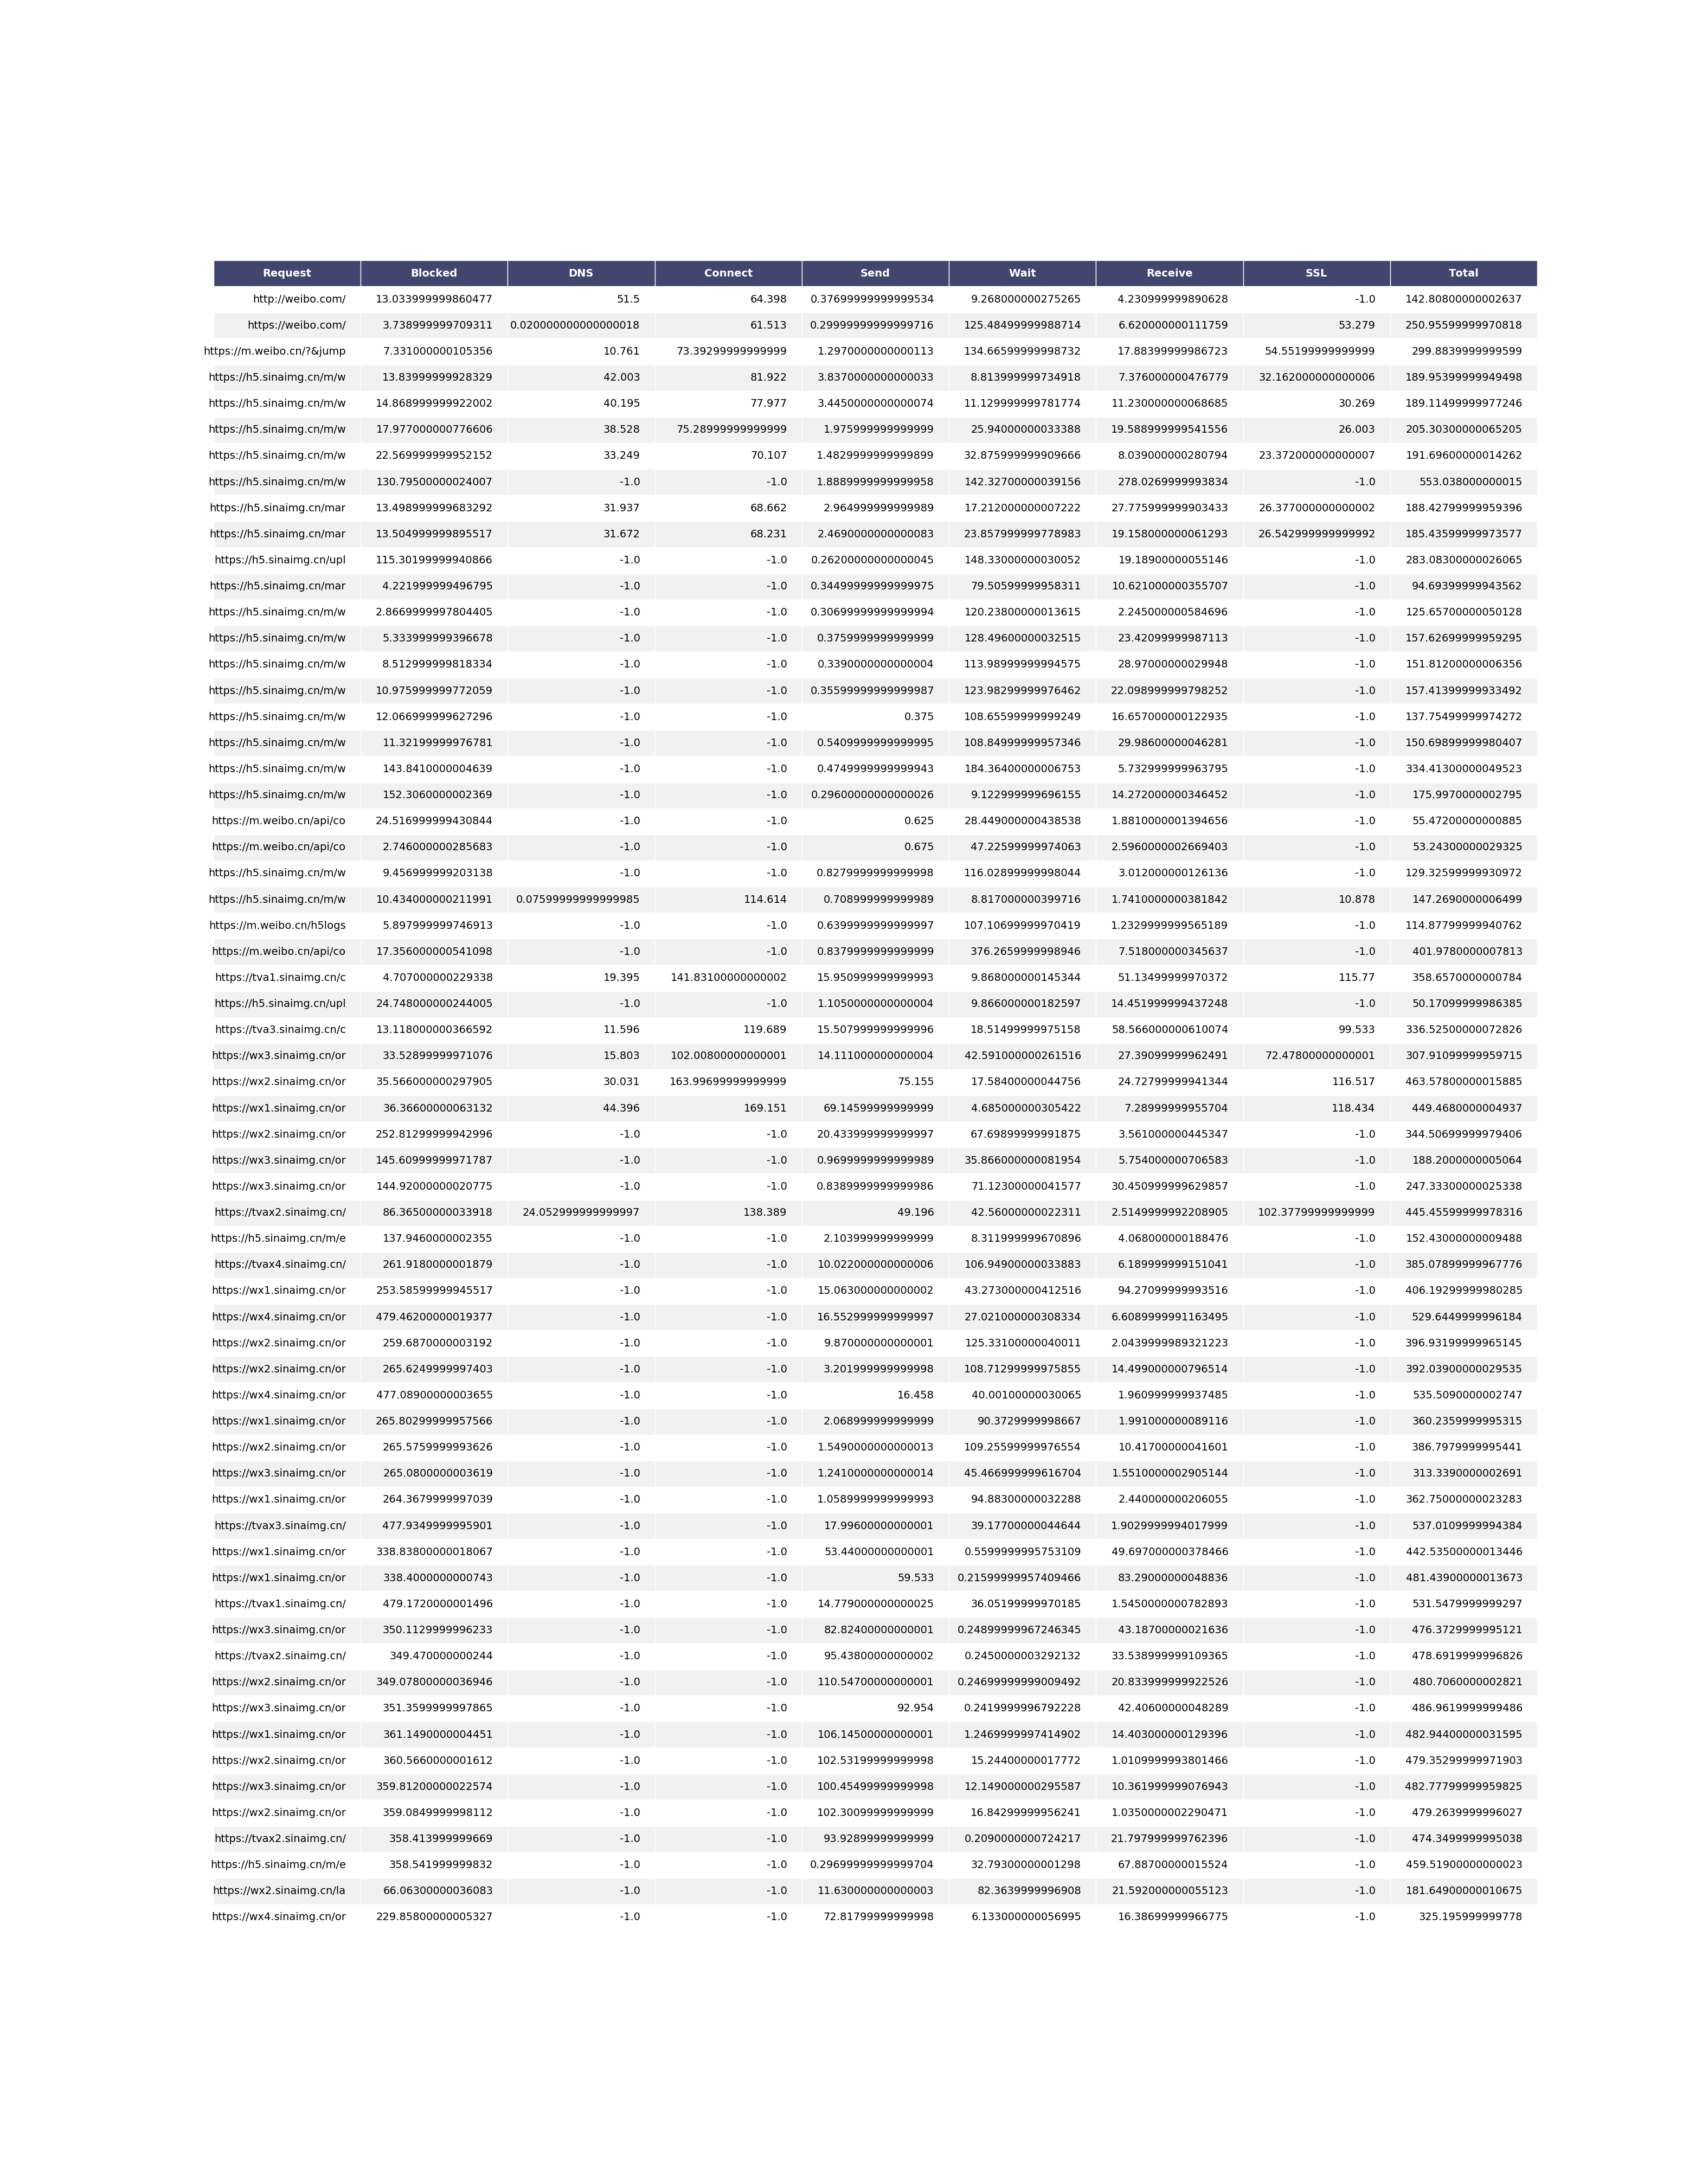 Request Blocked DNS Connect Send Wait Receive SSL Total
http://weibo.com/ 13.033999999860477 51.5 64.398 0.37699999999999534 9.268000000275265 4.230999999890628 -1.0 142.80800000002637
https://weibo.com/ 3.738999999709311 0.020000000000000018 61.513 0.29999999999999716 125.48499999988714 6.620000000111759 53.279 250.95599999970818
https://m.weibo.cn/?&jump 7.331000000105356 10.761 73.39299999999999 1.2970000000000113 134.66599999998732 17.88399999986723 54.55199999999999 299.8839999999599
https://h5.sinaimg.cn/m/w 13.83999999928329 42.003 81.922 3.8370000000000033 8.813999999734918 7.376000000476779 32.162000000000006 189.95399999949498
https://h5.sinaimg.cn/m/w 14.868999999922002 40.195 77.977 3.4450000000000074 11.129999999781774 11.230000000068685 30.269 189.11499999977246
https://h5.sinaimg.cn/m/w 17.977000000776606 38.528 75.28999999999999 1.975999999999999 25.94000000033388 19.588999999541556 26.003 205.30300000065205
https://h5.sinaimg.cn/m/w 22.569999999952152 33.249 70.107 1.4829999999999899 32.875999999909666 8.039000000280794 23.372000000000007 191.69600000014262
https://h5.sinaimg.cn/m/w 130.79500000024007 -1.0 -1.0 1.8889999999999958 142.32700000039156 278.0269999993834 -1.0 553.038000000015
https://h5.sinaimg.cn/mar 13.498999999683292 31.937 68.662 2.964999999999989 17.212000000007222 27.775999999903433 26.377000000000002 188.42799999959396
https://h5.sinaimg.cn/mar 13.504999999895517 31.672 68.231 2.4690000000000083 23.857999999778983 19.158000000061293 26.542999999999992 185.43599999973577
https://h5.sinaimg.cn/upl 115.30199999940866 -1.0 -1.0 0.26200000000000045 148.33000000030052 19.18900000055146 -1.0 283.08300000026065
https://h5.sinaimg.cn/mar 4.221999999496795 -1.0 -1.0 0.34499999999999975 79.50599999958311 10.621000000355707 -1.0 94.69399999943562
https://h5.sinaimg.cn/m/w 2.8669999997804405 -1.0 -1.0 0.30699999999999994 120.23800000013615 2.245000000584696 -1.0 125.65700000050128
https://h5.sinaimg.cn/m/w 5.333999999396678 -1.0 -1.0 0.3759999999999999 128.49600000032515 23.42099999987113 -1.0 157.62699999959295
https://h5.sinaimg.cn/m/w 8.512999999818334 -1.0 -1.0 0.3390000000000004 113.98999999994575 28.97000000029948 -1.0 151.81200000006356
https://h5.sinaimg.cn/m/w 10.975999999772059 -1.0 -1.0 0.35599999999999987 123.98299999976462 22.098999999798252 -1.0 157.41399999933492
https://h5.sinaimg.cn/m/w 12.066999999627296 -1.0 -1.0 0.375 108.65599999999249 16.657000000122935 -1.0 137.75499999974272
https://h5.sinaimg.cn/m/w 11.32199999976781 -1.0 -1.0 0.5409999999999995 108.84999999957346 29.98600000046281 -1.0 150.69899999980407
https://h5.sinaimg.cn/m/w 143.8410000004639 -1.0 -1.0 0.4749999999999943 184.36400000006753 5.732999999963795 -1.0 334.41300000049523
https://h5.sinaimg.cn/m/w 152.3060000002369 -1.0 -1.0 0.29600000000000026 9.122999999696155 14.272000000346452 -1.0 175.9970000002795
https://m.weibo.cn/api/co 24.516999999430844 -1.0 -1.0 0.625 28.449000000438538 1.8810000001394656 -1.0 55.47200000000885
https://m.weibo.cn/api/co 2.746000000285683 -1.0 -1.0 0.675 47.22599999974063 2.5960000002669403 -1.0 53.24300000029325
https://h5.sinaimg.cn/m/w 9.456999999203138 -1.0 -1.0 0.8279999999999998 116.02899999998044 3.012000000126136 -1.0 129.32599999930972
https://h5.sinaimg.cn/m/w 10.434000000211991 0.07599999999999985 114.614 0.708999999999989 8.817000000399716 1.7410000000381842 10.878 147.2690000006499
https://m.weibo.cn/h5logs 5.897999999746913 -1.0 -1.0 0.6399999999999997 107.10699999970419 1.2329999999565189 -1.0 114.87799999940762
https://m.weibo.cn/api/co 17.356000000541098 -1.0 -1.0 0.8379999999999999 376.2659999998946 7.518000000345637 -1.0 401.9780000007813
https://tva1.sinaimg.cn/c 4.707000000229338 19.395 141.83100000000002 15.950999999999993 9.868000000145344 51.13499999970372 115.77 358.6570000000784
https://h5.sinaimg.cn/upl 24.748000000244005 -1.0 -1.0 1.1050000000000004 9.866000000182597 14.451999999437248 -1.0 50.17099999986385
https://tva3.sinaimg.cn/c 13.118000000366592 11.596 119.689 15.507999999999996 18.51499999975158 58.566000000610074 99.533 336.52500000072826
https://wx3.sinaimg.cn/or 33.52899999971076 15.803 102.00800000000001 14.111000000000004 42.591000000261516 27.39099999962491 72.47800000000001 307.91099999959715
https://wx2.sinaimg.cn/or 35.566000000297905 30.031 163.99699999999999 75.155 17.58400000044756 24.72799999941344 116.517 463.57800000015885
https://wx1.sinaimg.cn/or 36.36600000063132 44.396 169.151 69.14599999999999 4.685000000305422 7.28999999955704 118.434 449.4680000004937
https://wx2.sinaimg.cn/or 252.81299999942996 -1.0 -1.0 20.433999999999997 67.69899999991875 3.561000000445347 -1.0 344.50699999979406
https://wx3.sinaimg.cn/or 145.60999999971787 -1.0 -1.0 0.9699999999999989 35.866000000081954 5.754000000706583 -1.0 188.2000000005064
https://wx3.sinaimg.cn/or 144.92000000020775 -1.0 -1.0 0.8389999999999986 71.12300000041577 30.450999999629857 -1.0 247.33300000025338
https://tvax2.sinaimg.cn/ 86.36500000033918 24.052999999999997 138.389 49.196 42.56000000022311 2.5149999992208905 102.37799999999999 445.45599999978316
https://h5.sinaimg.cn/m/e 137.9460000002355 -1.0 -1.0 2.103999999999999 8.311999999670896 4.068000000188476 -1.0 152.43000000009488
https://tvax4.sinaimg.cn/ 261.9180000001879 -1.0 -1.0 10.022000000000006 106.94900000033883 6.189999999151041 -1.0 385.07899999967776
https://wx1.sinaimg.cn/or 253.58599999945517 -1.0 -1.0 15.063000000000002 43.273000000412516 94.27099999993516 -1.0 406.19299999980285
https://wx4.sinaimg.cn/or 479.46200000019377 -1.0 -1.0 16.552999999999997 27.021000000308334 6.6089999991163495 -1.0 529.6449999996184
https://wx2.sinaimg.cn/or 259.6870000003192 -1.0 -1.0 9.870000000000001 125.33100000040011 2.0439999989321223 -1.0 396.93199999965145
https://wx2.sinaimg.cn/or 265.6249999997403 -1.0 -1.0 3.201999999999998 108.71299999975855 14.499000000796514 -1.0 392.03900000029535
https://wx4.sinaimg.cn/or 477.08900000003655 -1.0 -1.0 16.458 40.00100000030065 1.960999999937485 -1.0 535.5090000002747
https://wx1.sinaimg.cn/or 265.80299999957566 -1.0 -1.0 2.068999999999999 90.3729999998667 1.991000000089116 -1.0 360.2359999995315
https://wx2.sinaimg.cn/or 265.5759999993626 -1.0 -1.0 1.5490000000000013 109.25599999976554 10.41700000041601 -1.0 386.7979999995441
https://wx3.sinaimg.cn/or 265.0800000003619 -1.0 -1.0 1.2410000000000014 45.466999999616704 1.5510000002905144 -1.0 313.3390000002691
https://wx1.sinaimg.cn/or 264.3679999997039 -1.0 -1.0 1.0589999999999993 94.88300000032288 2.440000000206055 -1.0 362.75000000023283
https://tvax3.sinaimg.cn/ 477.9349999995901 -1.0 -1.0 17.99600000000001 39.17700000044644 1.9029999994017999 -1.0 537.0109999994384
https://wx1.sinaimg.cn/or 338.83800000018067 -1.0 -1.0 53.44000000000001 0.5599999995753109 49.697000000378466 -1.0 442.53500000013446
https://wx1.sinaimg.cn/or 338.4000000000743 -1.0 -1.0 59.533 0.21599999957409466 83.29000000048836 -1.0 481.43900000013673
https://tvax1.sinaimg.cn/ 479.1720000001496 -1.0 -1.0 14.779000000000025 36.05199999970185 1.5450000000782893 -1.0 531.5479999999297
https://wx3.sinaimg.cn/or 350.1129999996233 -1.0 -1.0 82.82400000000001 0.24899999967246345 43.18700000021636 -1.0 476.3729999995121
https://tvax2.sinaimg.cn/ 349.470000000244 -1.0 -1.0 95.43800000000002 0.2450000003292132 33.538999999109365 -1.0 478.6919999996826
https://wx2.sinaimg.cn/or 349.07800000036946 -1.0 -1.0 110.54700000000001 0.24699999999009492 20.833999999922526 -1.0 480.7060000002821
https://wx3.sinaimg.cn/or 351.3599999997865 -1.0 -1.0 92.954 0.2419999996792228 42.40600000048289 -1.0 486.9619999999486
https://wx1.sinaimg.cn/or 361.1490000004451 -1.0 -1.0 106.14500000000001 1.2469999997414902 14.403000000129396 -1.0 482.94400000031595
https://wx2.sinaimg.cn/or 360.5660000001612 -1.0 -1.0 102.53199999999998 15.24400000017772 1.0109999993801466 -1.0 479.35299999971903
https://wx3.sinaimg.cn/or 359.81200000022574 -1.0 -1.0 100.45499999999998 12.149000000295587 10.361999999076943 -1.0 482.77799999959825
https://wx2.sinaimg.cn/or 359.0849999998112 -1.0 -1.0 102.30099999999999 16.84299999956241 1.0350000002290471 -1.0 479.2639999996027
https://tvax2.sinaimg.cn/ 358.413999999669 -1.0 -1.0 93.92899999999999 0.2090000000724217 21.797999999762396 -1.0 474.3499999995038
https://h5.sinaimg.cn/m/e 358.541999999832 -1.0 -1.0 0.29699999999999704 32.79300000001298 67.88700000015524 -1.0 459.51900000000023
https://wx2.sinaimg.cn/la 66.06300000036083 -1.0 -1.0 11.630000000000003 82.3639999996908 21.592000000055123 -1.0 181.64900000010675
https://wx4.sinaimg.cn/or 229.85800000005327 -1.0 -1.0 72.81799999999998 6.133000000056995 16.38699999966775 -1.0 325.195999999778